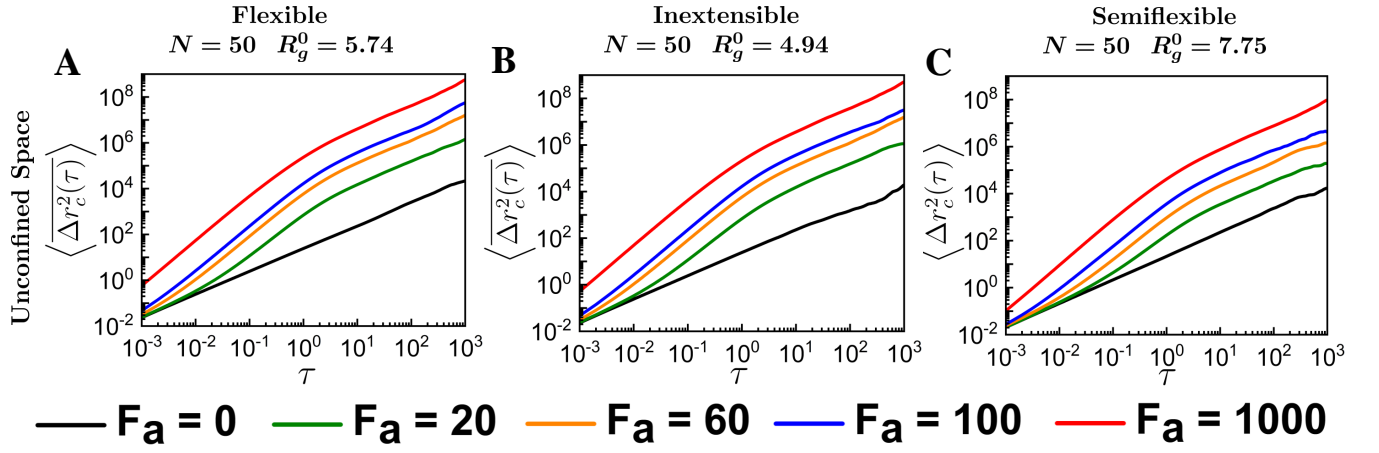 Flexible
N = 50 R_g^0 = 5.74
A
Unconfined Space
⟨\overline{Δr_c^2(τ)}⟩
10^8
10^6
10^4
10^2
10^0
10^-2
10^-3 10^-2 10^-1 10^0 10^1 10^2 10^3
τ
Inextensible
N = 50 R_g^0 = 4.94
B
⟨\overline{Δr_c^2(τ)}⟩
10^8
10^6
10^4
10^2
10^0
10^-2
10^-3 10^-2 10^-1 10^0 10^1 10^2 10^3
τ
Semiflexible
N = 50 R_g^0 = 7.75
C
⟨\overline{Δr_c^2(τ)}⟩
10^8
10^6
10^4
10^2
10^0
10^-2
10^-3 10^-2 10^-1 10^0 10^1 10^2 10^3
τ
F_a = 0 F_a = 20 F_a = 60 F_a = 100 F_a = 1000